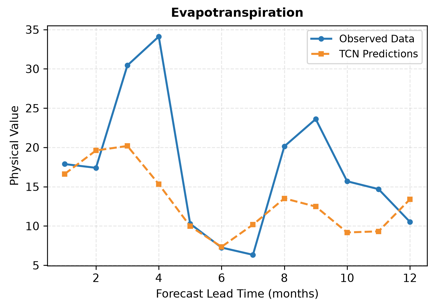 Evapotranspiration
Observed Data
TCN Predictions
Physical Value
35
30
25
20
15
10
5
2
4
6
8
10
12
Forecast Lead Time (months)